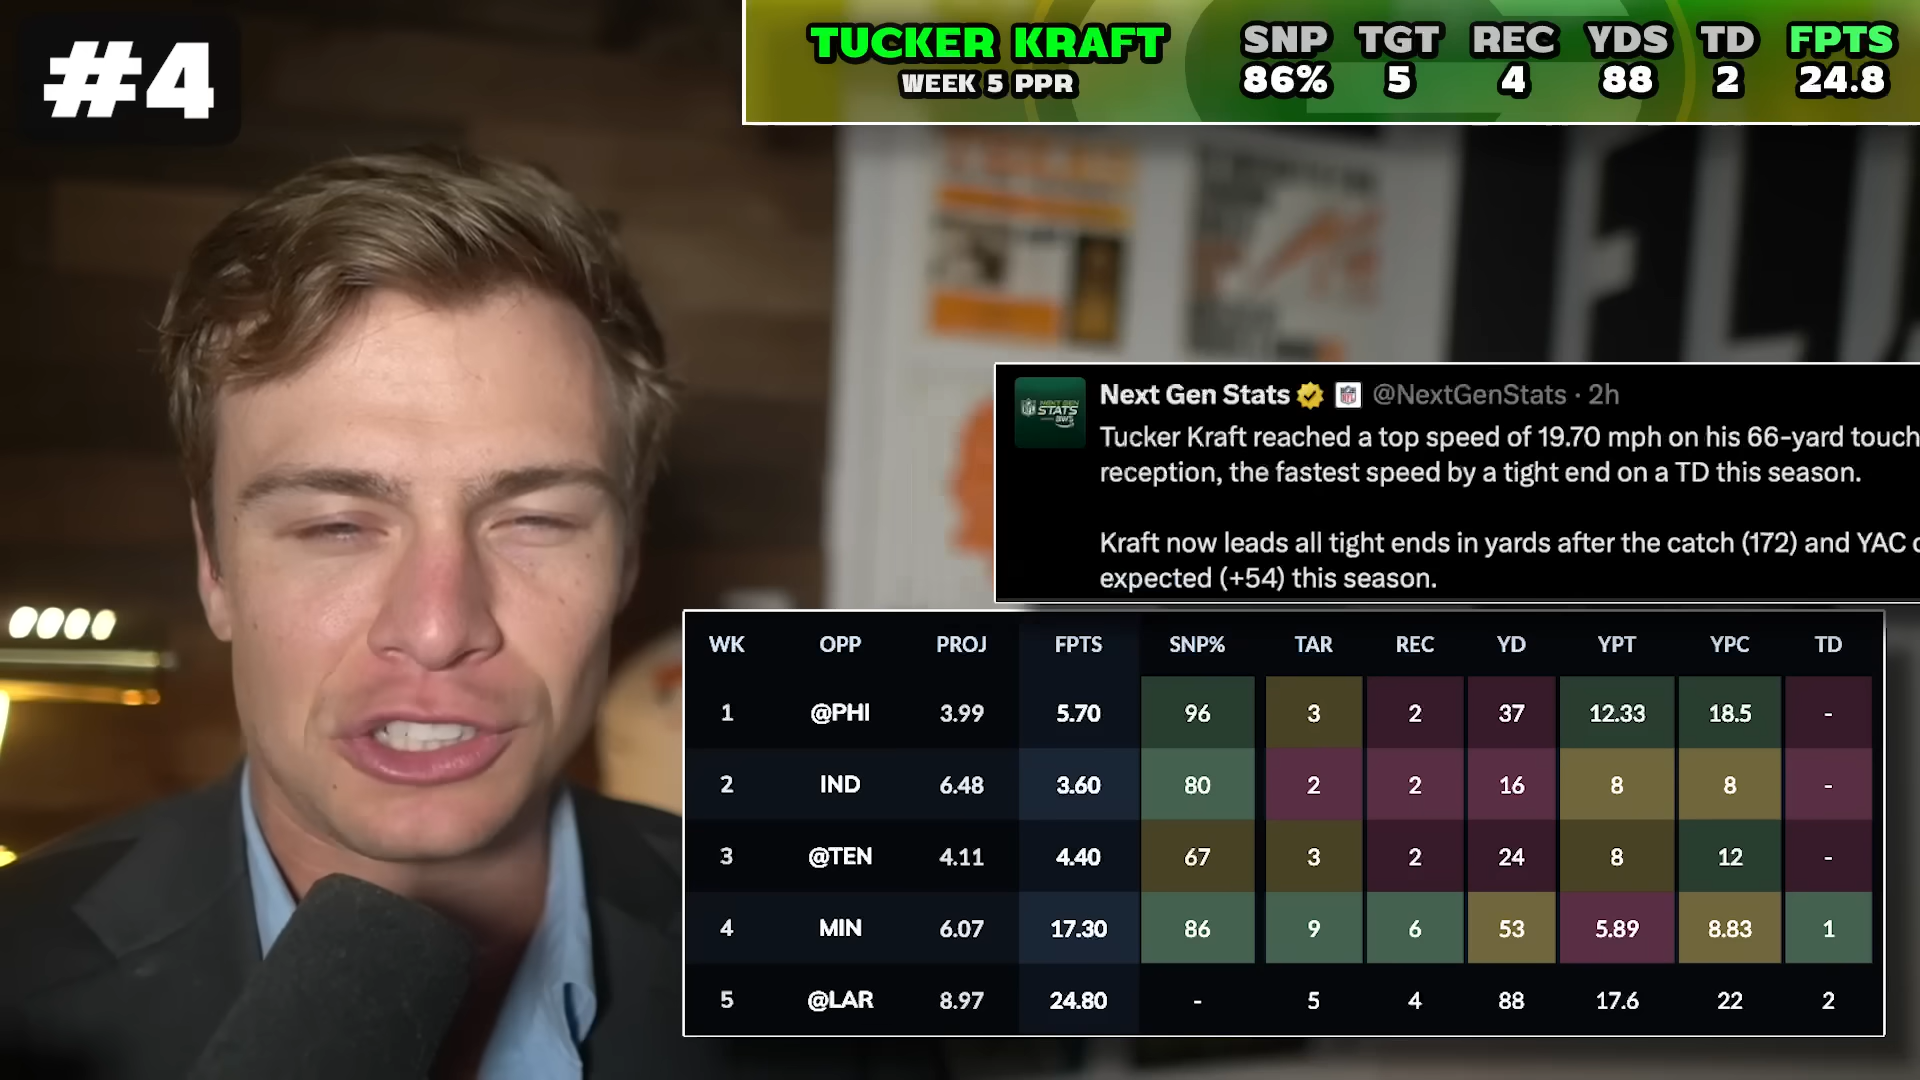 #4
TUCKER KRAFT
WEEK 5 PPR
SNP TGT REC YDS TD FPTS
86% 5 4 88 2 24.8
Next Gen Stats @NextGenStats · 2h
Tucker Kraft reached a top speed of 19.70 mph on his 66-yard touch
reception, the fastest speed by a tight end on a TD this season.
Kraft now leads all tight ends in yards after the catch (172) and YAC
expected (+54) this season.
WK OPP PROJ FPTS SNP% TAR REC YD YPT YPC TD
1 @PHI 3.99 5.70 96 3 2 37 12.33 18.5 -
2 IND 6.48 3.60 80 2 2 16 8 8 -
3 @TEN 4.11 4.40 67 3 2 24 8 12 -
4 MIN 6.07 17.30 86 9 6 53 5.89 8.83 1
5 @LAR 8.97 24.80 - 5 4 88 17.6 22 2